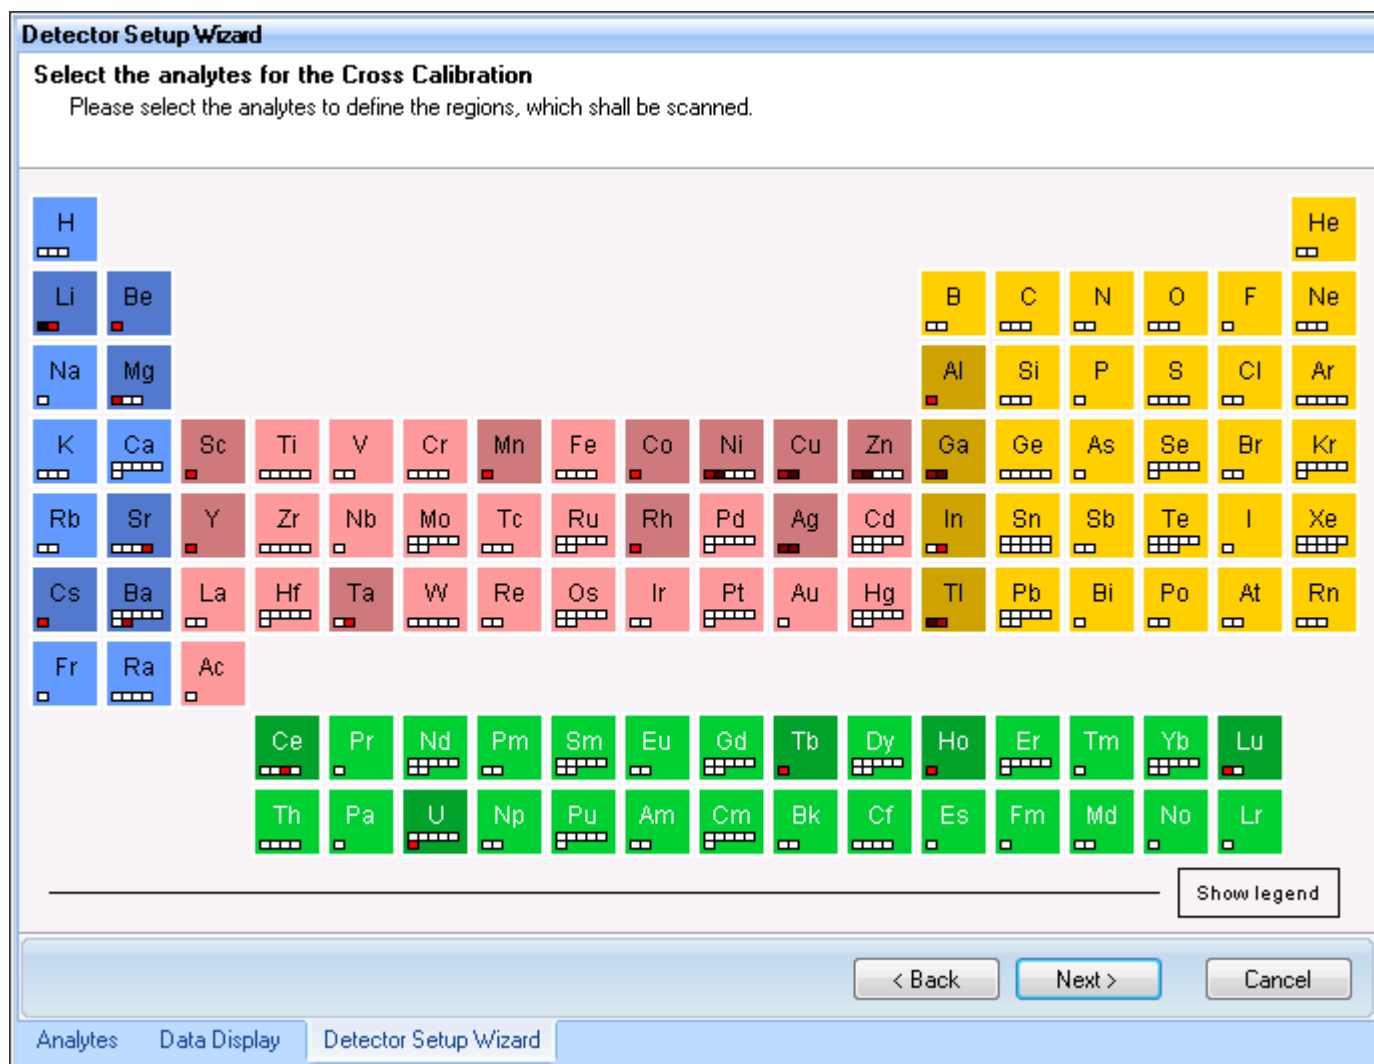 Detector Setup Wizard
Select the analytes for the Cross Calibration
Please select the analytes to define the regions, which shall be scanned.
H He
Li Be B C N O F Ne
Na Mg Al Si P S Cl Ar
K Ca Sc Ti V Cr Mn Fe Co Ni Cu Zn Ga Ge As Se Br Kr
Rb Sr Y Zr Nb Mo Tc Ru Rh Pd Ag Cd In Sn Sb Te I Xe
Cs Ba La Hf Ta W Re Os Ir Pt Au Hg Tl Pb Bi Po At Rn
Fr Ra Ac
Ce Pr Nd Pm Sm Eu Gd Tb Dy Ho Er Tm Yb Lu
Th Pa U Np Pu Am Cm Bk Cf Es Fm Md No Lr
Show legend
< Back Next > Cancel
Analytes Data Display Detector Setup Wizard